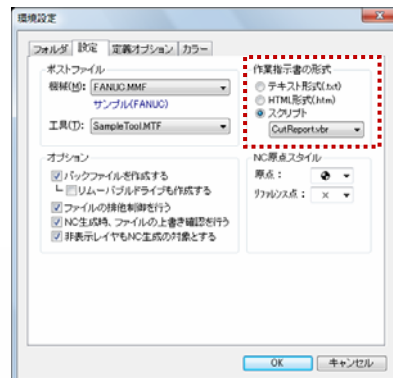 環境設定
フォルダ 設定 定義オプション カラー
ポストファイル
機械(M): FANUC.MMF
サンプル(FANUC)
工具(T): SampleTool.MTF
作業指示書の形式
テキスト形式(.txt)
HTML形式(.htm)
スクリプト
CutReport.vbr
オプション
バックファイルを作成する
リムーバブルドライブも作成する
ファイルの排他制御を行う
NC生成時、ファイルの上書き確認を行う
非表示レイヤもNC生成の対象とする
NC原点スタイル
原点：
リファレンス点：
OK キャンセル